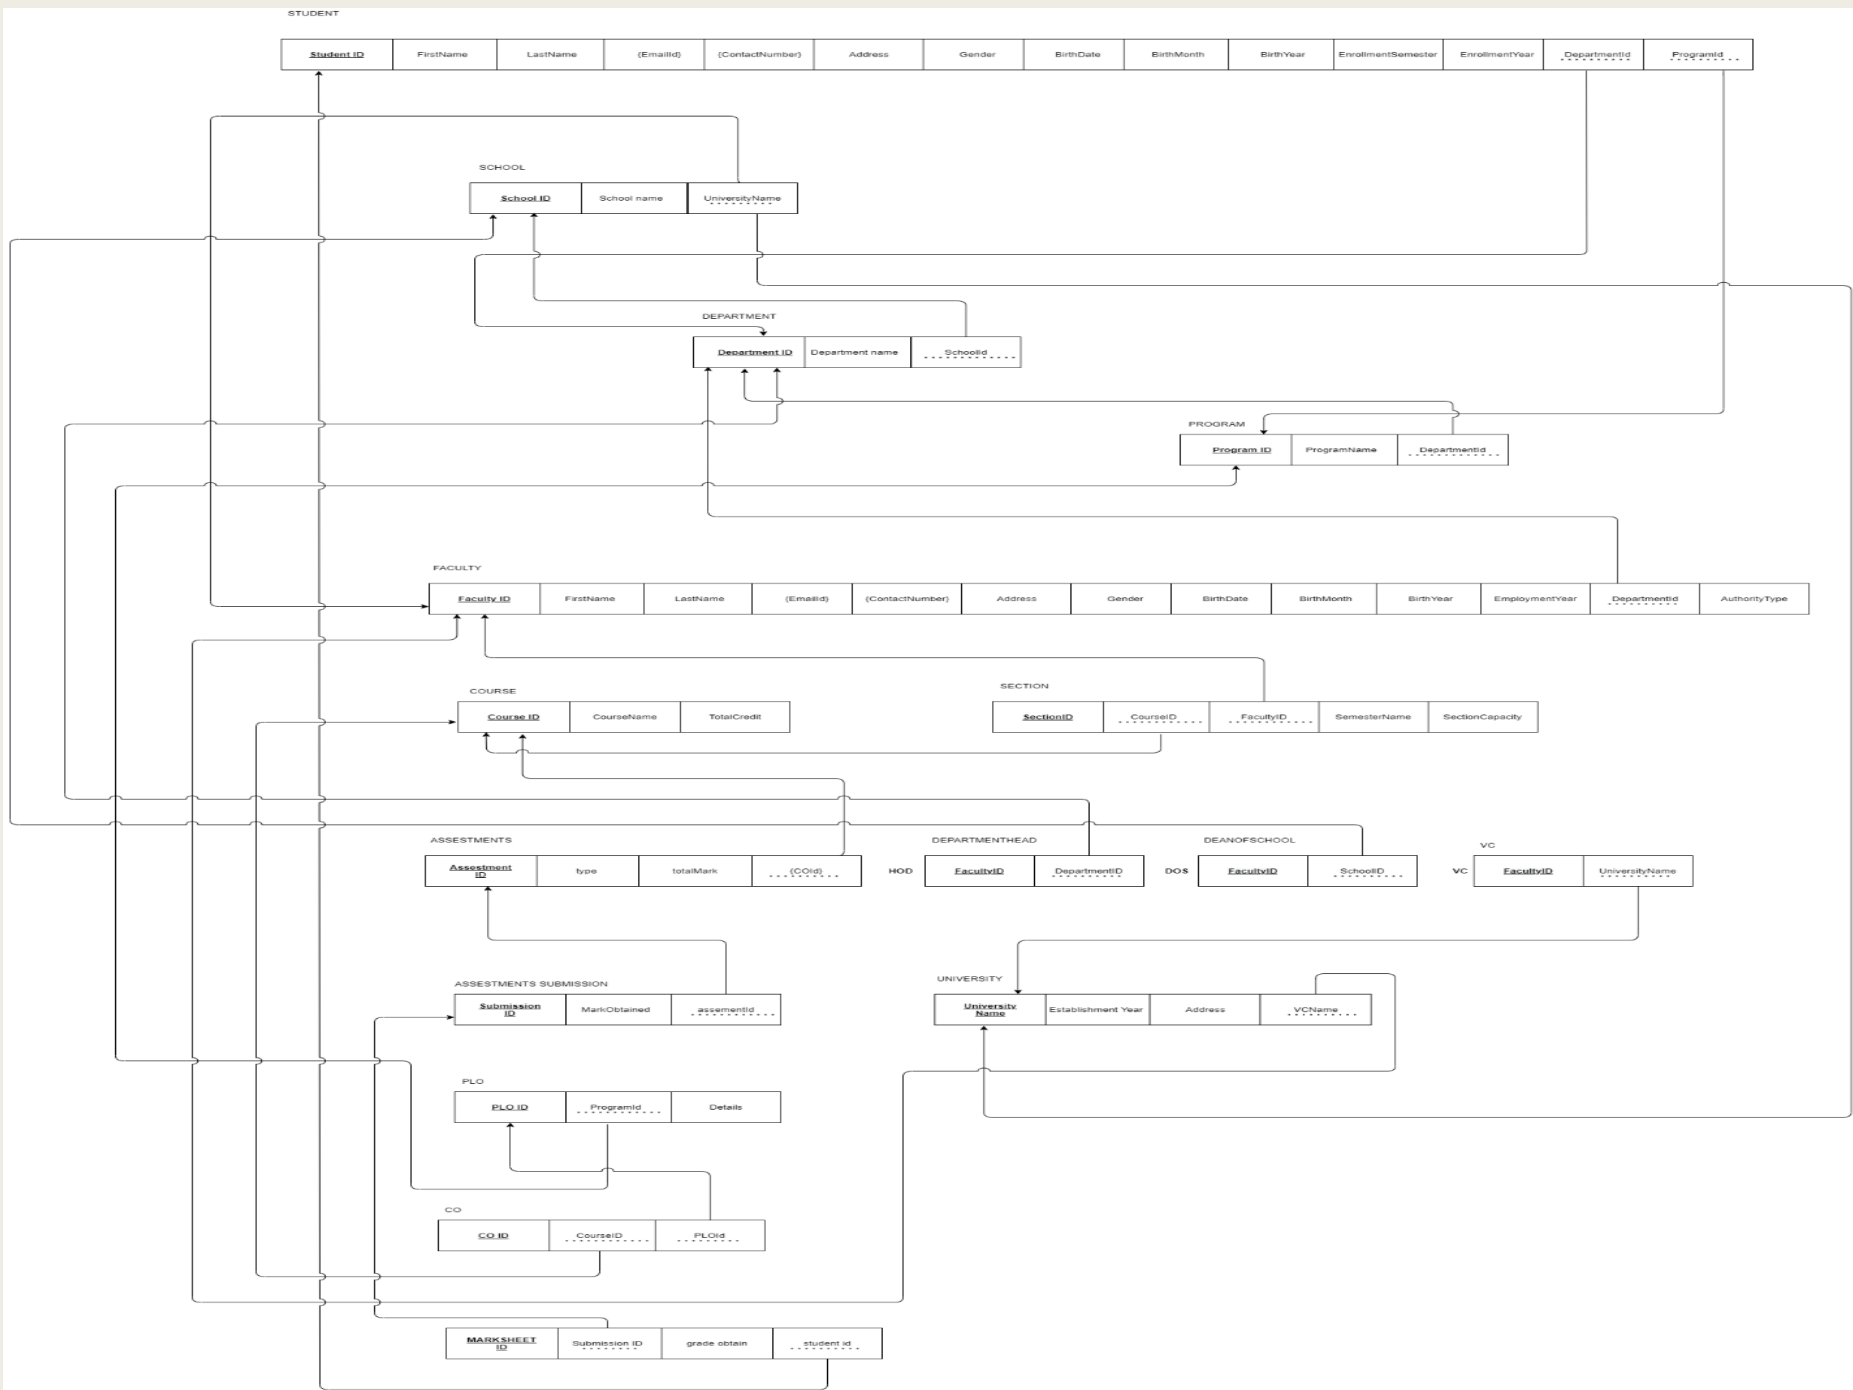 STUDENT
Student ID FirstName LastName {EmailId} {ContactNumber} Address Gender BirthDate BirthMonth BirthYear EnrollmentSemester EnrollmentYear DepartmentId ProgramId
SCHOOL
School ID School name UniversityName
DEPARTMENT
Department ID Department name SchoolId
PROGRAM
Program ID ProgramName DepartmentId
FACULTY
Faculty ID FirstName LastName {EmailId} {ContactNumber} Address Gender BirthDate BirthMonth BirthYear EmploymentYear DepartmentId AuthorityType
COURSE
Course ID CourseName TotalCredit
SECTION
SectionID CourseID FacultyID SemesterName SectionCapacity
ASSESTMENTS
Assestment
ID
type totalMark {COId}
DEPARTMENTHEAD
HOD FacultyID DepartmentID
DEANOFSCHOOL
DOS FacultyID SchoolID
VC
VC FacultyID UniversityName
ASSESTMENTS SUBMISSION
Submission
ID
MarkObtained assementId
UNIVERSITY
University
Name
Establishment Year Address VCName
PLO
PLO ID ProgramId Details
CO
CO ID CourseID PLOId
MARKSHEET
ID
Submission ID grade obtain student id